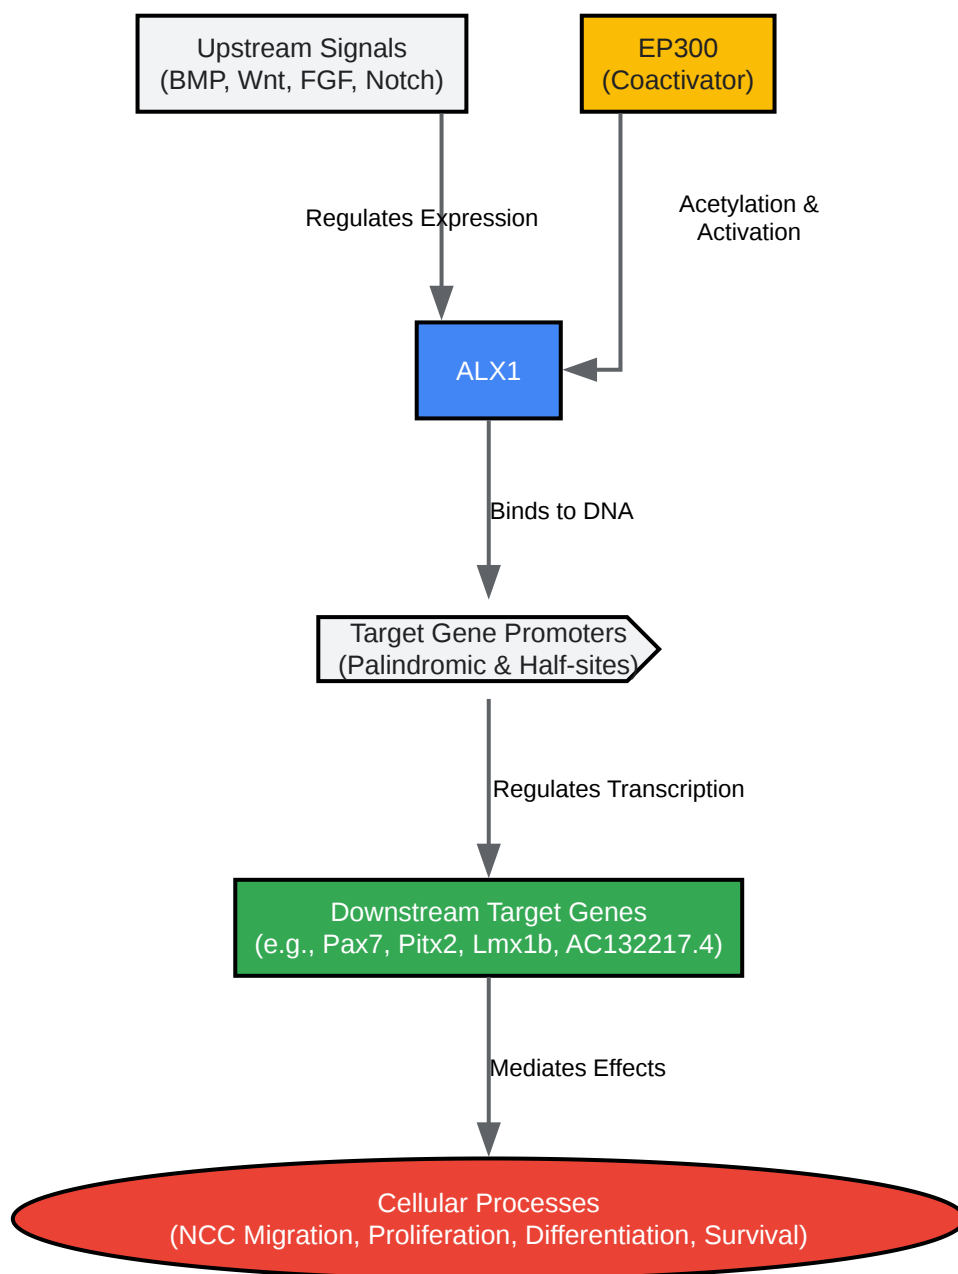 Upstream Signals
(BMP, Wnt, FGF, Notch)
EP300
(Coactivator)
Regulates Expression
Acetylation &
Activation
ALX1
Binds to DNA
Target Gene Promoters
(Palindromic & Half-sites)
Regulates Transcription
Downstream Target Genes
(e.g., Pax7, Pitx2, Lmx1b, AC132217.4)
Mediates Effects
Cellular Processes
(NCC Migration, Proliferation, Differentiation, Survival)